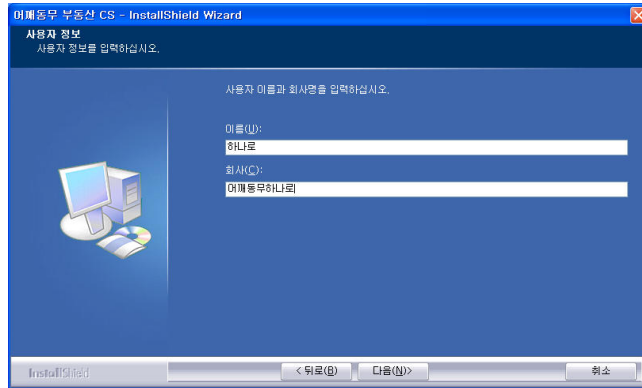 어깨동무 부동산 CS - InstallShield Wizard
사용자 정보
사용자 정보를 입력하십시오.
사용자 이름과 회사명을 입력하십시오.
이름(U):
하나로
회사(C):
어깨동무하나로
InstallShield
< 뒤로(B)
다음(N)>
취소